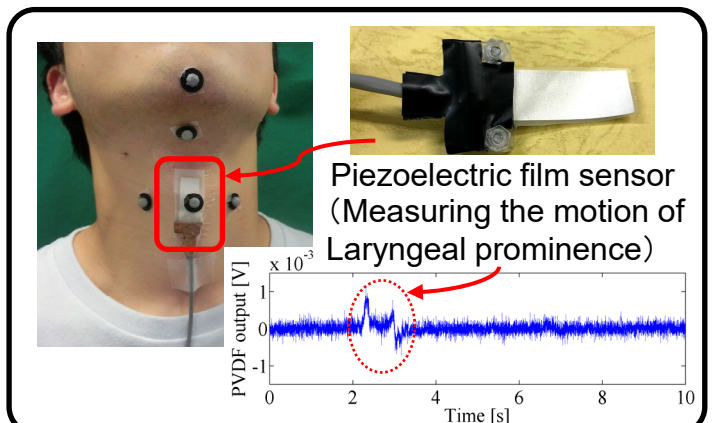 Piezoelectric film sensor
（Measuring the motion of
Laryngeal prominence）
x 10^-3
PVDF output [V]
1
0
-1
0 2 4 6 8 10
Time [s]